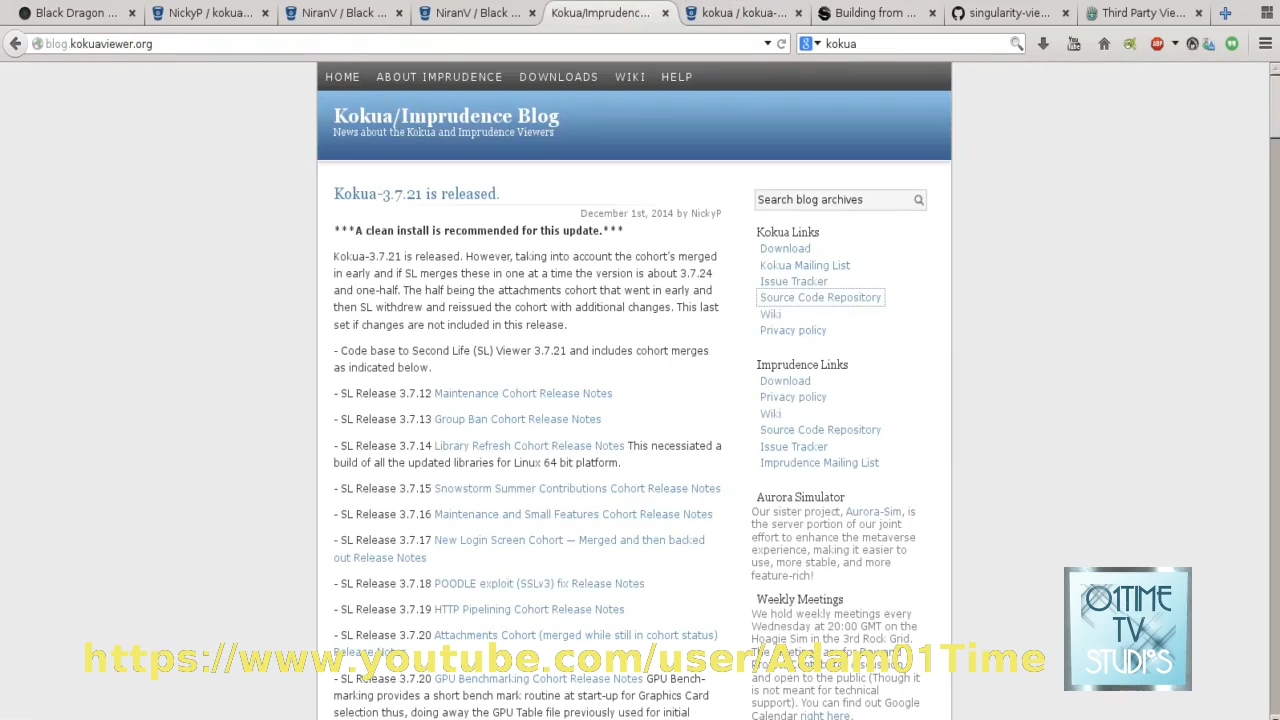 Black Dragon ...
NickyP / kokua...
NiranV / Black ...
NiranV / Black ...
Kokua/Imprudenc...
kokua / kokua-...
Building from ...
singularity-vie...
Third Party Vie...
blog.kokuaviewer.org
kokua
HOME ABOUT IMPRUDENCE DOWNLOADS WIKI HELP
Kokua/Imprudence Blog
News about the Kokua and Imprudence Viewers
Kokua-3.7.21 is released.
December 1st, 2014 by NickyP
***A clean install is recommended for this update.***
Kokua-3.7.21 is released. However, taking into account the cohort's merged
in early and if SL merges these in one at a time the version is about 3.7.24
and one-half. The half being the attachments cohort that went in early and
then SL withdrew and reissued the cohort with additional changes. This last
set if changes are not included in this release.
- Code base to Second Life (SL) Viewer 3.7.21 and includes cohort merges
as indicated below.
- SL Release 3.7.12 Maintenance Cohort Release Notes
- SL Release 3.7.13 Group Ban Cohort Release Notes
- SL Release 3.7.14 Library Refresh Cohort Release Notes This necessiated a
build of all the updated libraries for Linux 64 bit platform.
- SL Release 3.7.15 Snowstorm Summer Contributions Cohort Release Notes
- SL Release 3.7.16 Maintenance and Small Features Cohort Release Notes
- SL Release 3.7.17 New Login Screen Cohort — Merged and then backed
out Release Notes
- SL Release 3.7.18 POODLE exploit (SSLv3) fix Release Notes
- SL Release 3.7.19 HTTP Pipelining Cohort Release Notes
- SL Release 3.7.20 Attachments Cohort (merged while still in cohort status)
Release Notes
- SL Release 3.7.20 GPU Benchmarking Cohort Release Notes GPU Bench-
marking provides a short bench mark routine at start-up for Graphics Card
selection thus, doing away the GPU Table file previously used for initial
Search blog archives
Kokua Links
Download
Kokua Mailing List
Issue Tracker
Source Code Repository
Wiki
Privacy policy
Imprudence Links
Download
Privacy policy
Wiki
Source Code Repository
Issue Tracker
Imprudence Mailing List
Aurora Simulator
Our sister project, Aurora-Sim, is
the server portion of our joint
effort to enhance the metaverse
experience, making it easier to
use, more stable, and more
feature-rich!
Weekly Meetings
We hold weekly meetings every
Wednesday at 20:00 GMT on the
Hoagie Sim in the 3rd Rock Grid.
and open to the public (Though it
is not meant for technical
support). You can find out Google
Calendar right here.
https://www.youtube.com/user/Adam01Time
01TIME
TV
STUDI'S